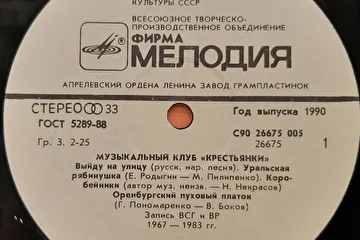 КУЛЬТУРЫ СССР
ВСЕСОЮЗНОЕ ТВОРЧЕСКО-
ПРОИЗВОДСТВЕННОЕ ОБЪЕДИНЕНИЕ
ФИРМА
МЕЛОДИЯ
АПРЕЛЕВСКИЙ ОРДЕНА ЛЕНИНА ЗАВОД ГРАМПЛАСТИНОК
СТЕРЕО 33
Год выпуска 1990
ГОСТ 5289-88
С90 26675 005
Гр. 3. 2-25
26675 1
МУЗЫКАЛЬНЫЙ КЛУБ «КРЕСТЬЯНКИ»
Выйду на улицу (русск. нар. песня). Уральская
рябинушка (Е. Родыгин — М. Пилипенко). Коро-
бейники (автор муз. неизв. — Н. Некрасов)
Оренбургский пуховый платок
(Г. Пономаренко — В. Боков)
Запись ВСГ и ВР
1967 — 1983 гг.